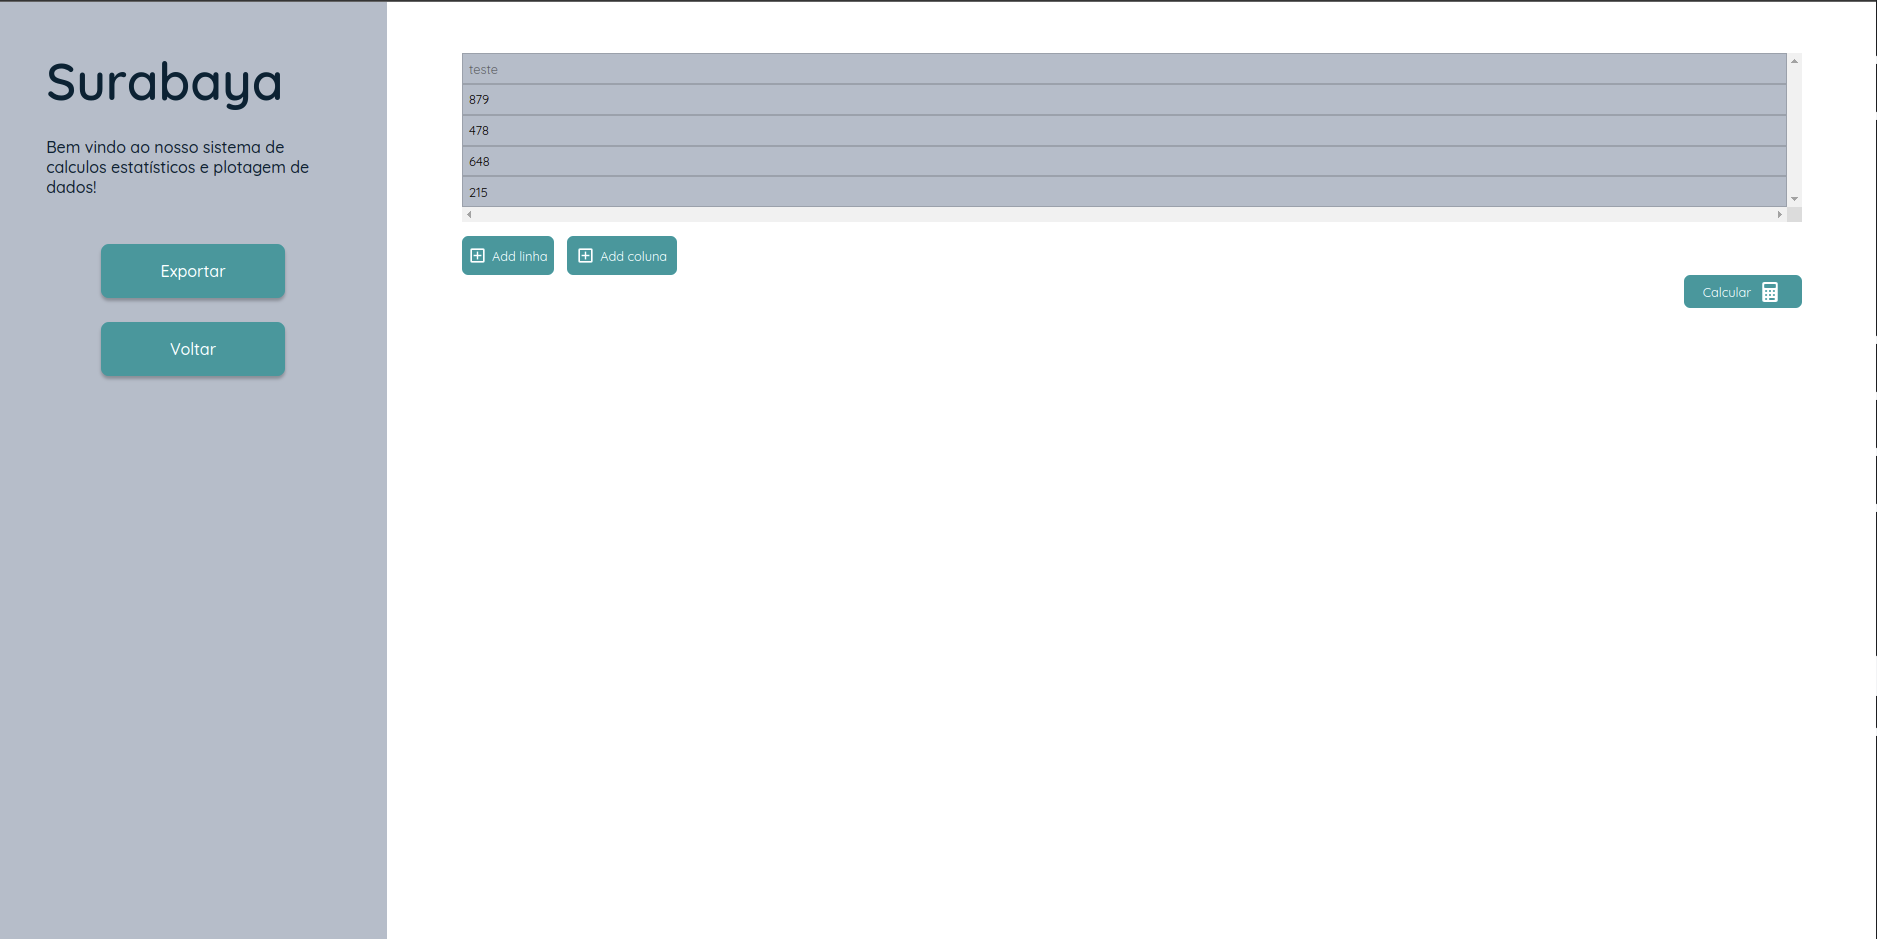 Surabaya
Bem vindo ao nosso sistema de
calculos estatísticos e plotagem de
dados!
Exportar
Voltar
teste
879
478
648
215
Add linha
Add coluna
Calcular